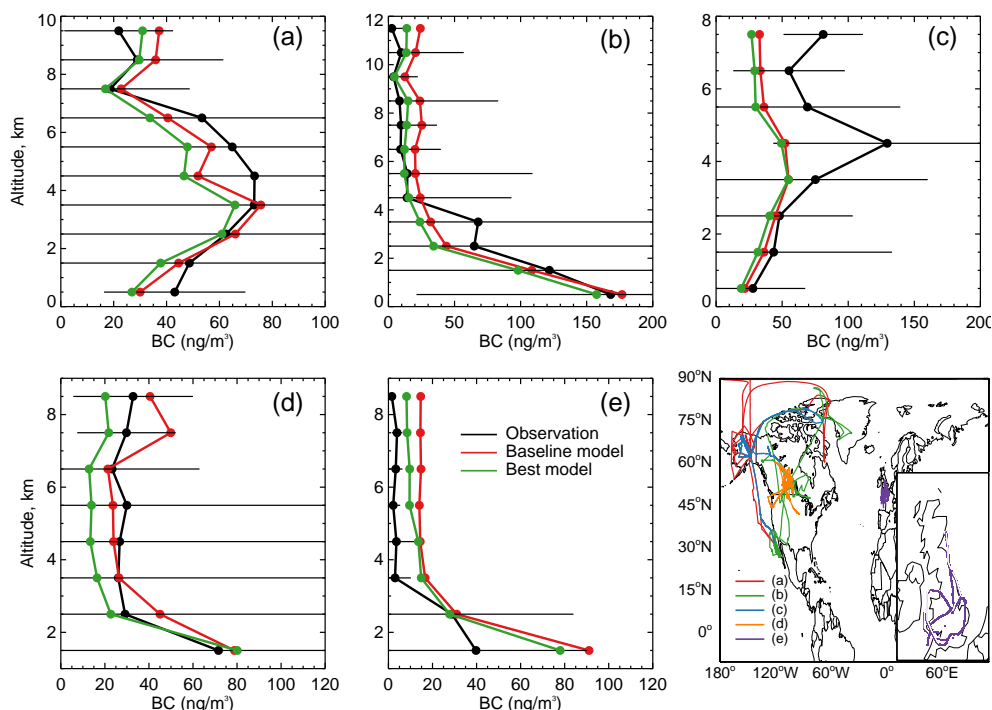 (a)
10
8
6
4
2
0
Altitude, km
0 20 40 60 80 100
BC (ng/m³)
(b)
12
10
8
6
4
2
0
0 50 100 150 200
BC (ng/m³)
(c)
8
6
4
2
0
0 50 100 150 200
BC (ng/m³)
(d)
8
6
4
2
Altitude, km
0 20 40 60 80 100 120
BC (ng/m³)
(e)
8
6
4
2
Observation
Baseline model
Best model
0 20 40 60 80 100 120
BC (ng/m³)
90°N
75°N
60°N
45°N
30°N
15°N
0°
(a)
(b)
(c)
(d)
(e)
180° 120°W 60°W 0° 60°E